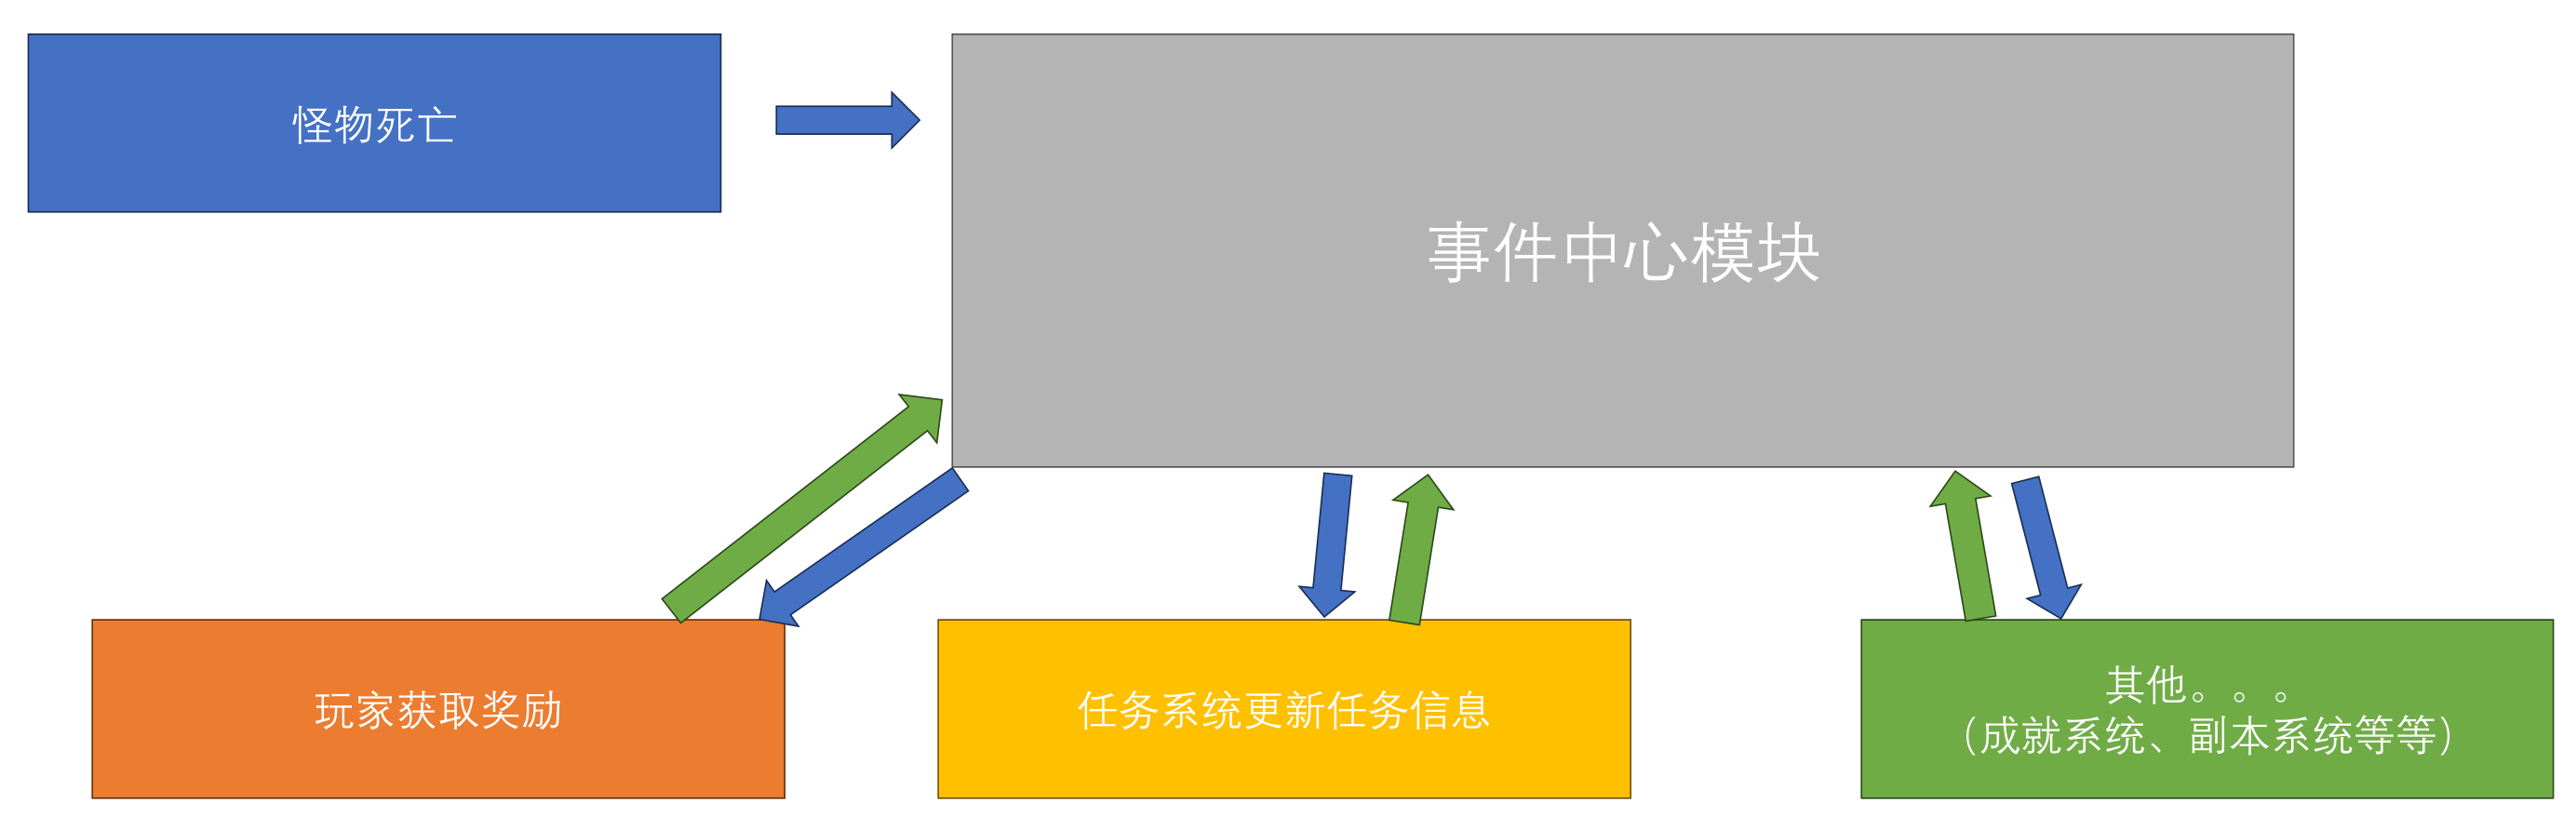 怪物死亡
事件中心模块
玩家获取奖励
任务系统更新任务信息
其他。。。
（成就系统、副本系统等等）